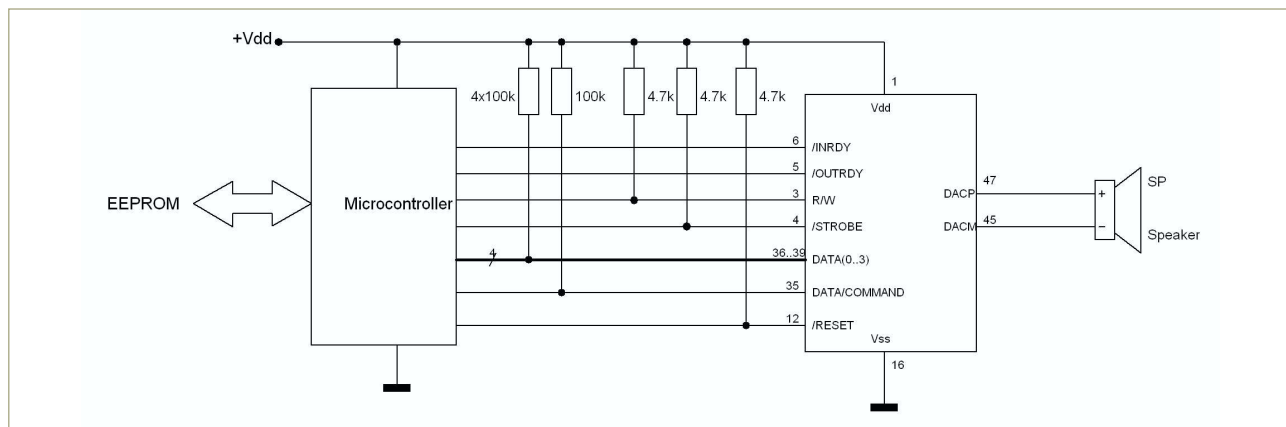 +Vdd
4x100k
100k
4.7k
4.7k
4.7k
1
Vdd
6
/INRDY
5
/OUTRDY
EEPROM
Microcontroller
3
R/W
4
/STROBE
4
36..39
DATA(0..3)
35
DATA/COMMAND
12
/RESET
Vss
16
DACP
47
DACM
45
+
−
SP
Speaker